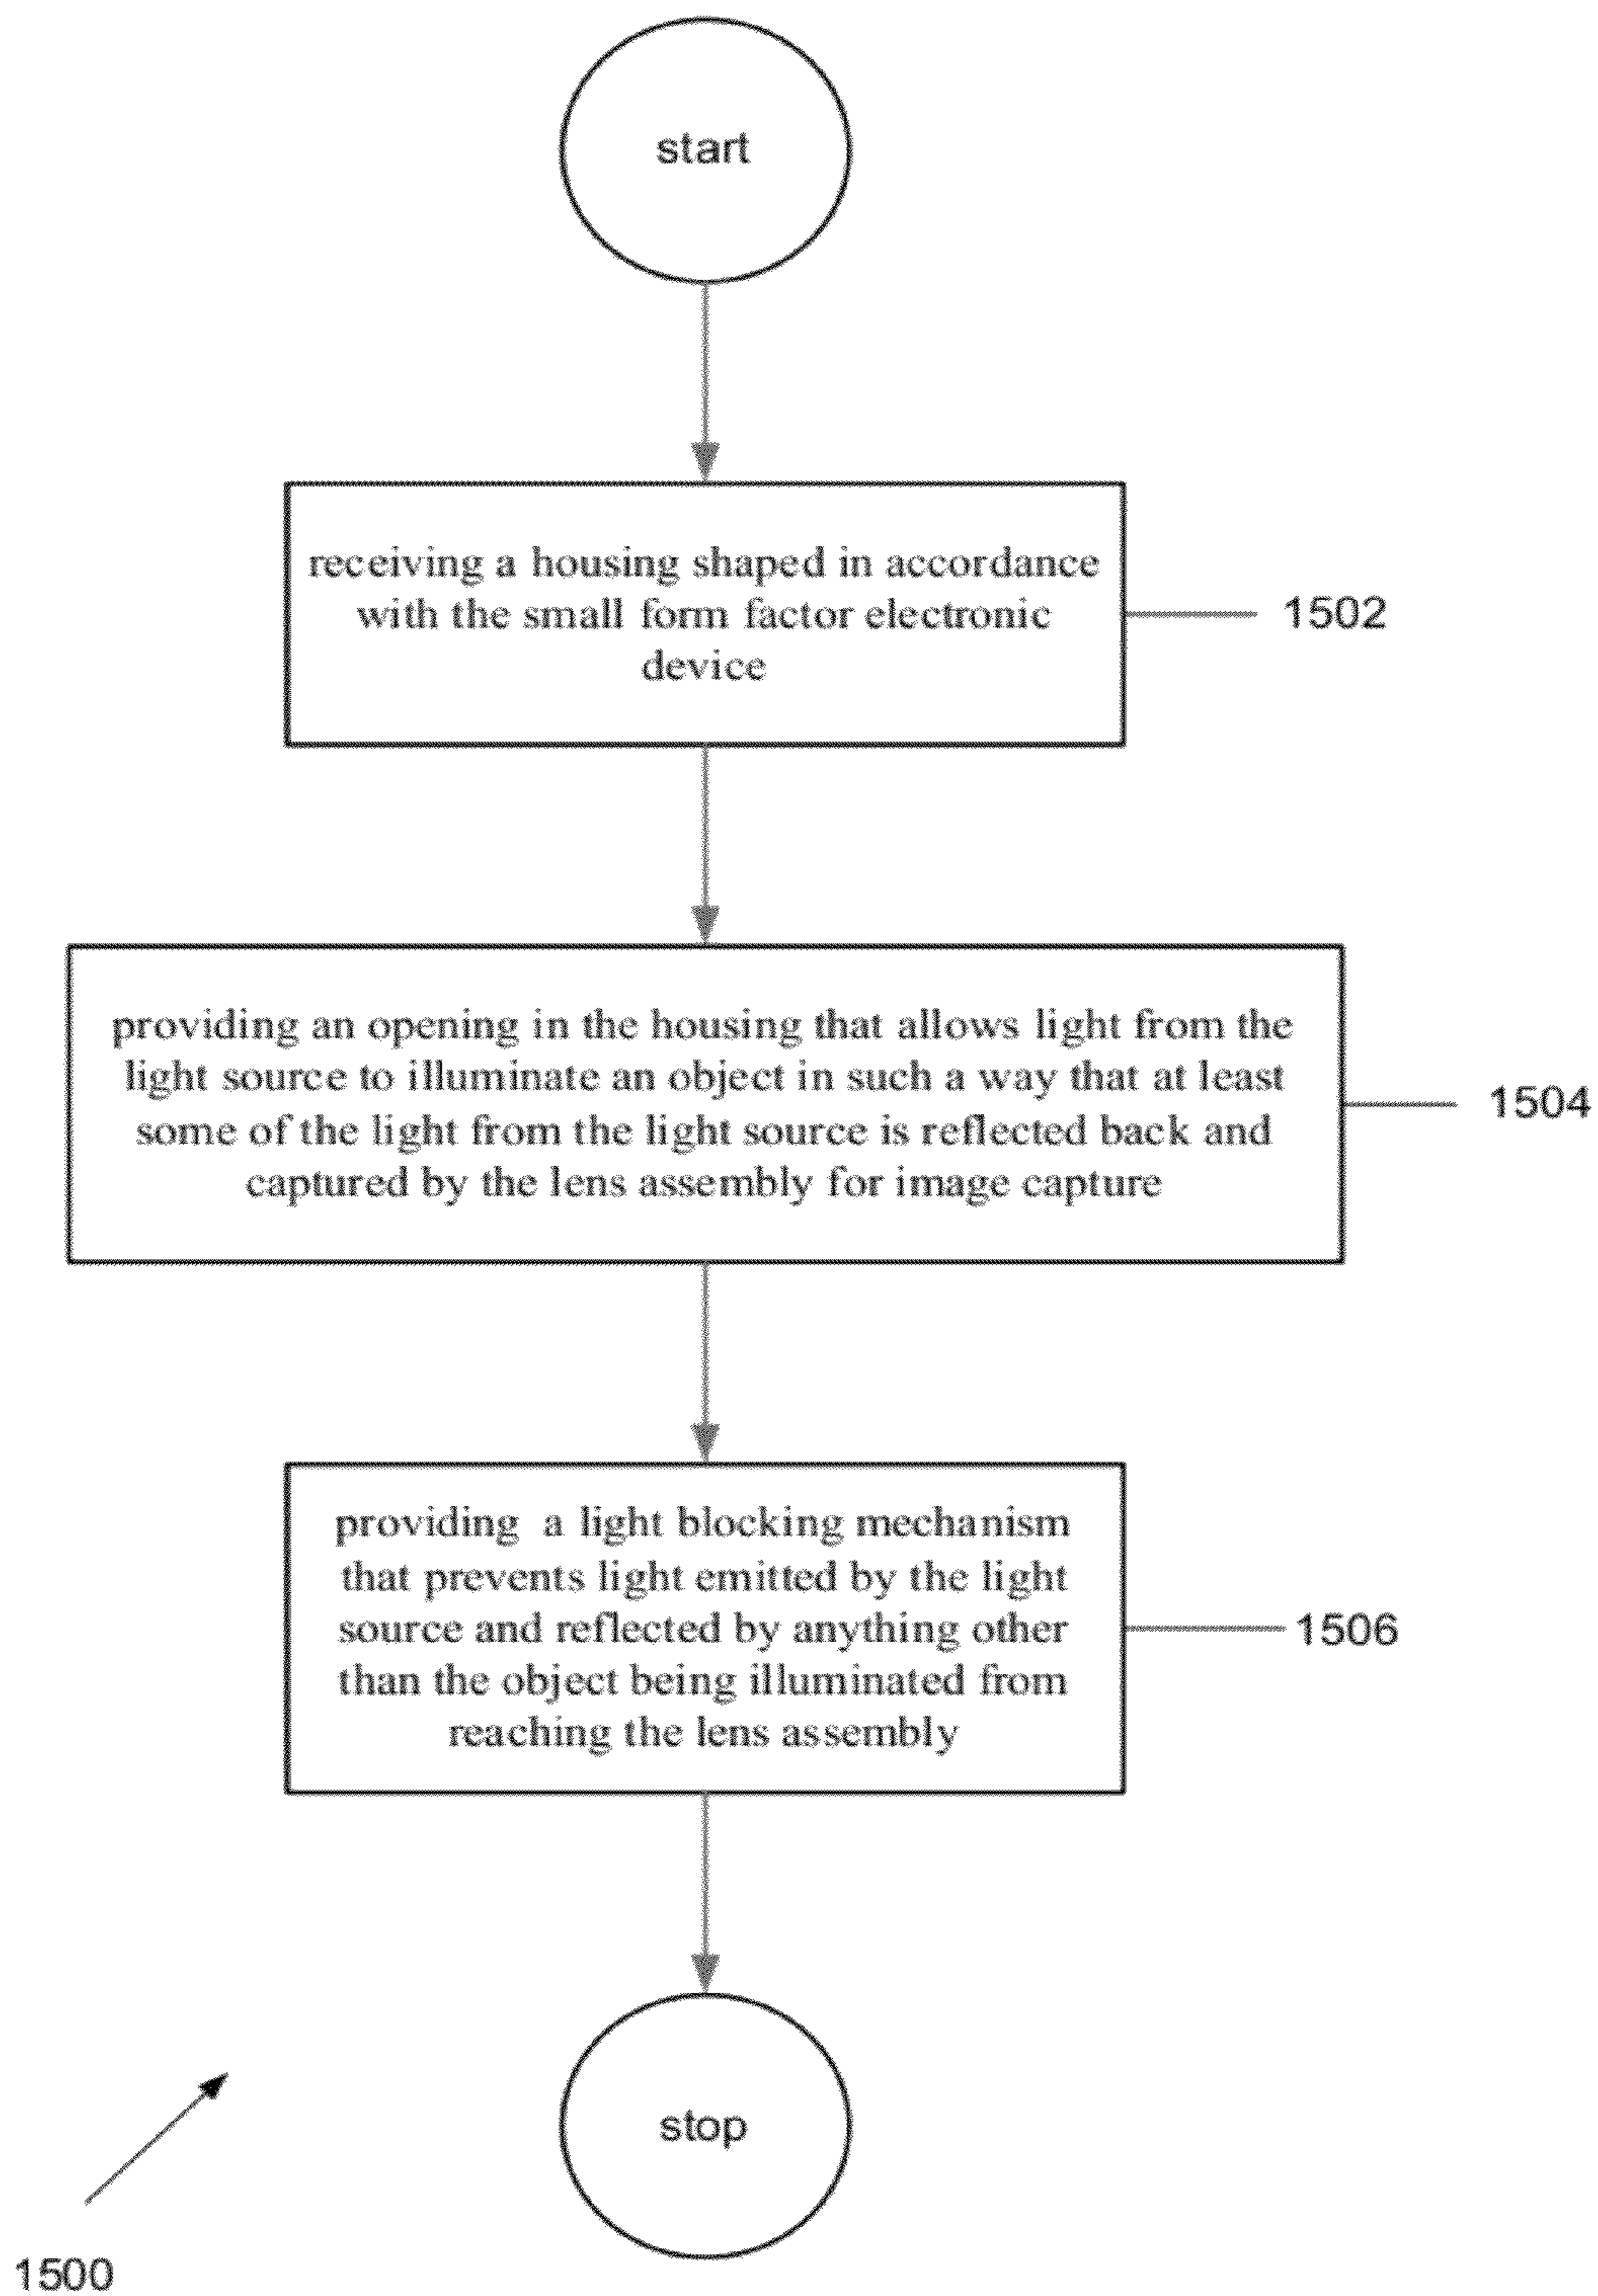 start
receiving a housing shaped in accordance
with the small form factor electronic
device
1502
providing an opening in the housing that allows light from the
light source to illuminate an object in such a way that at least
some of the light from the light source is reflected back and
captured by the lens assembly for image capture
1504
providing a light blocking mechanism
that prevents light emitted by the light
source and reflected by anything other
than the object being illuminated from
reaching the lens assembly
1506
stop
1500